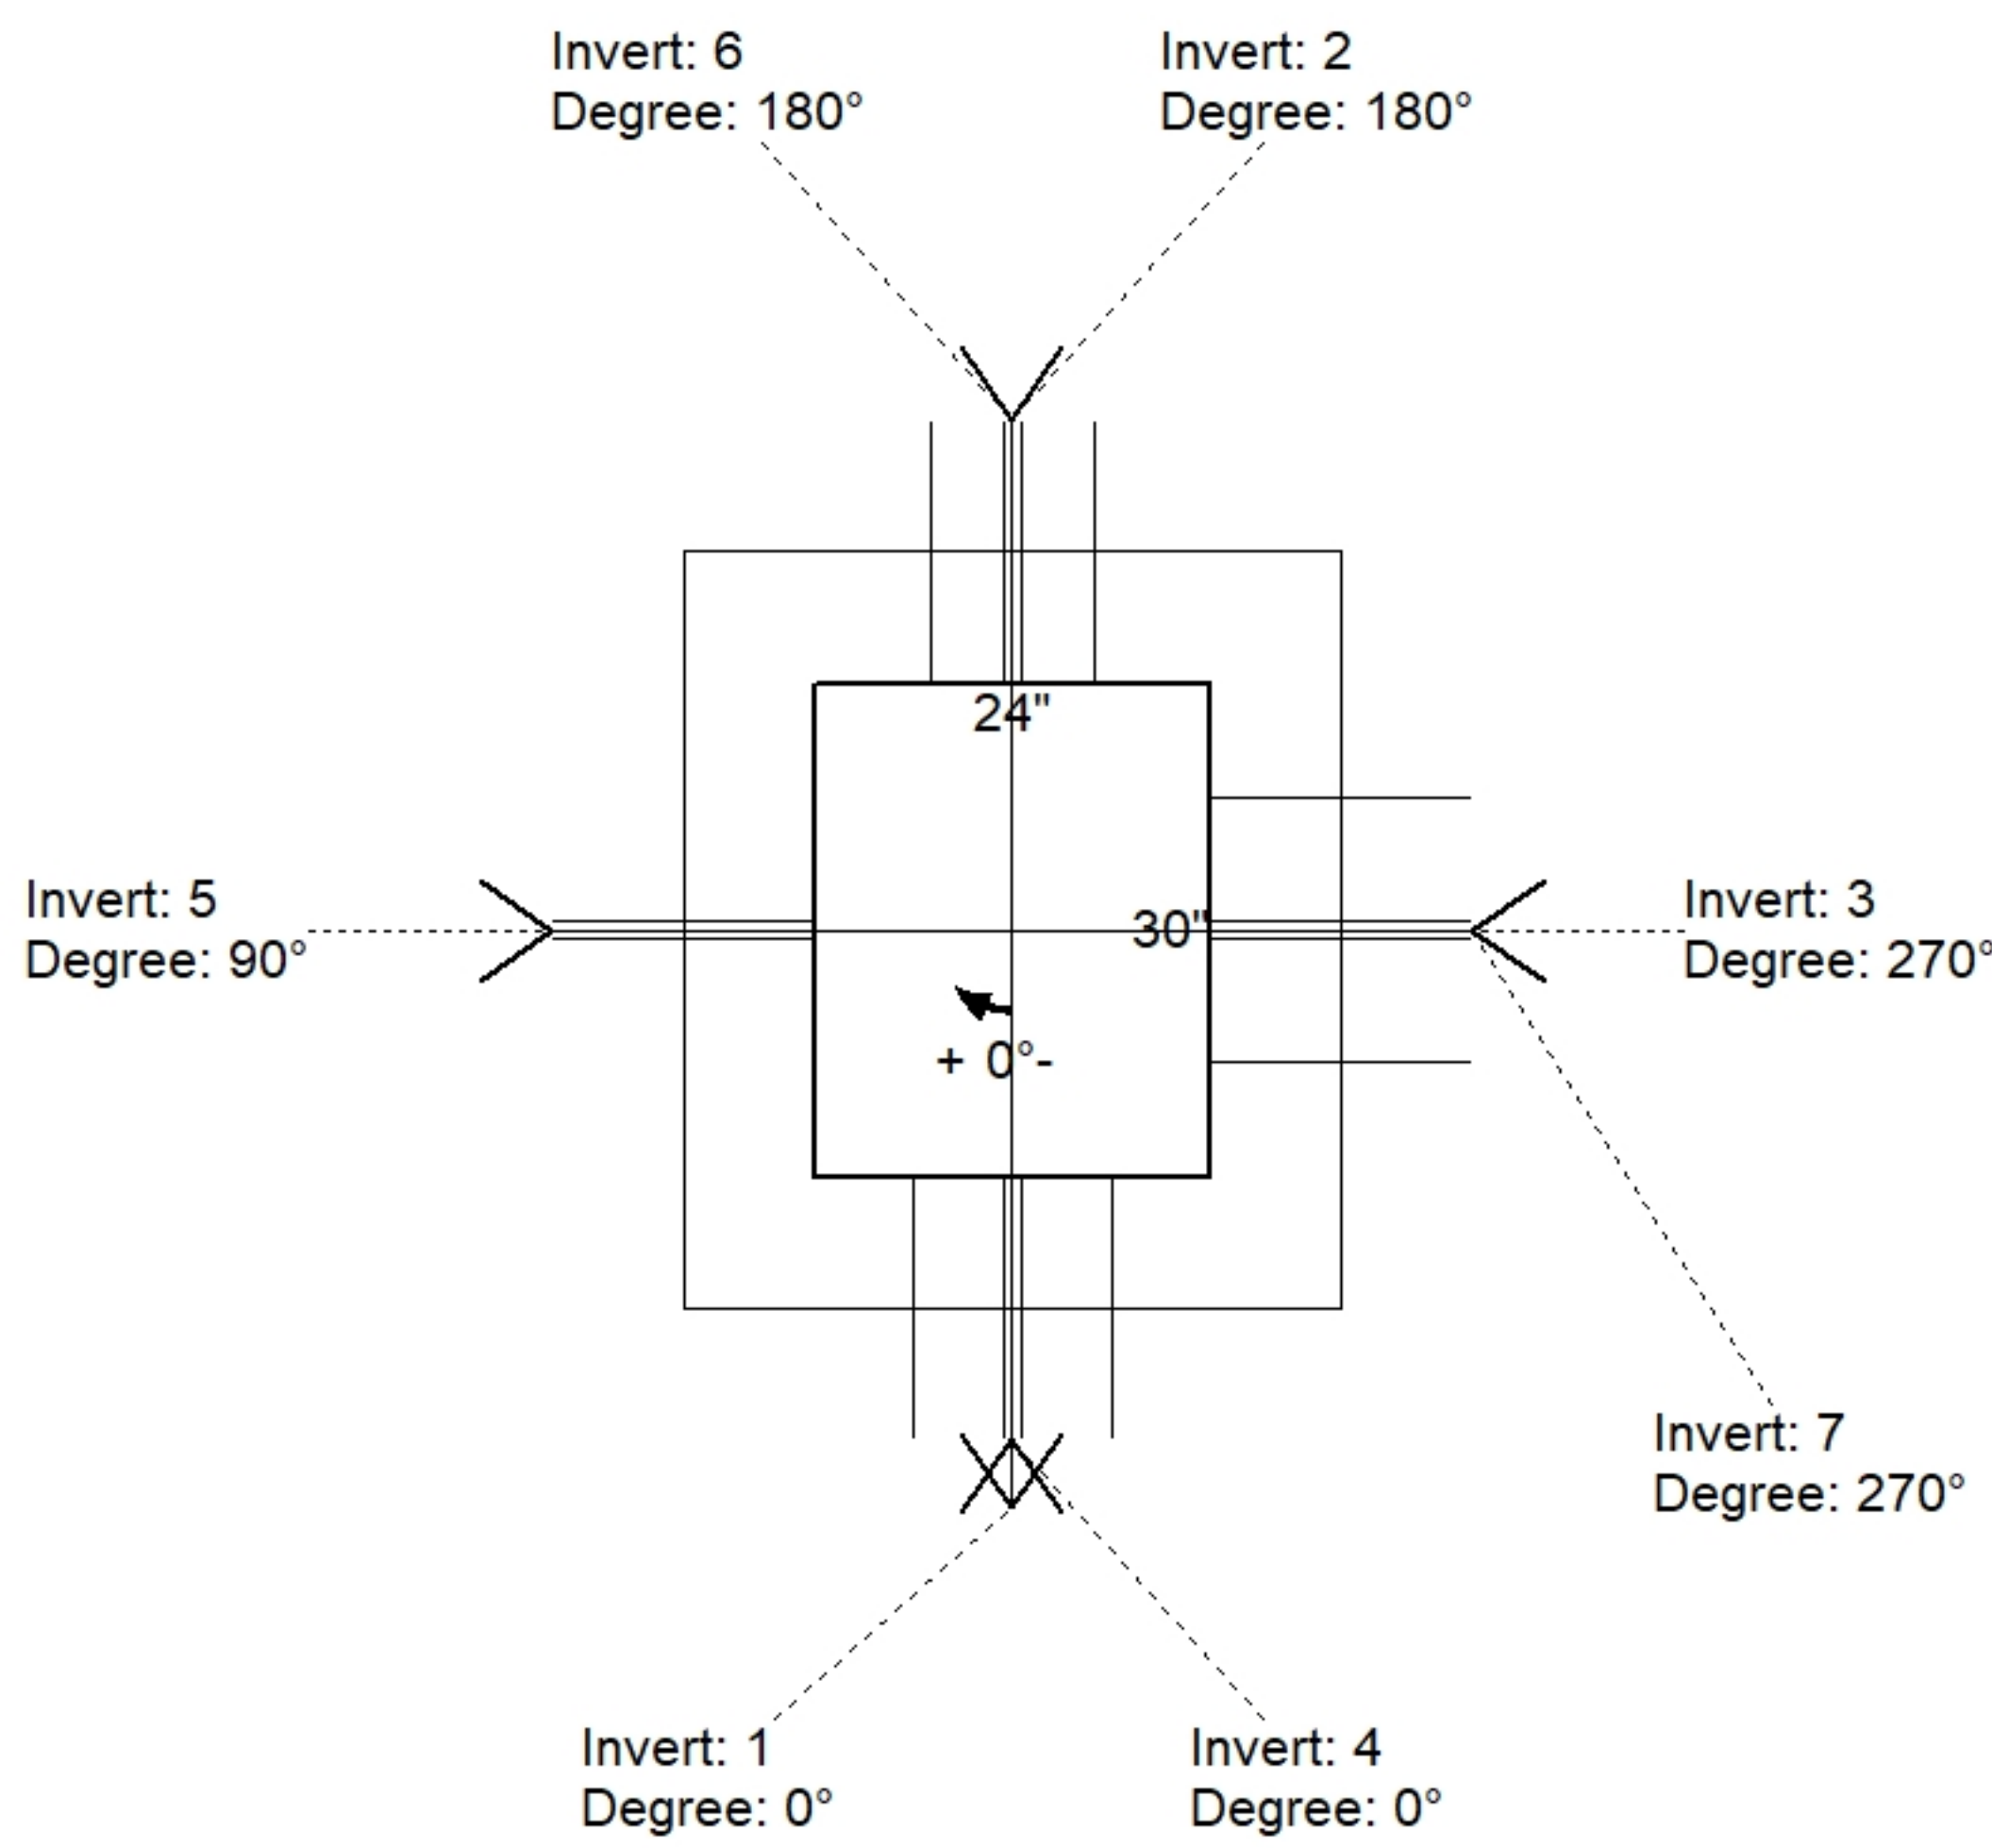 Invert: 6
Degree: 180°
Invert: 2
Degree: 180°
24"
Invert: 5
Degree: 90°
30"
Invert: 3
Degree: 270°
+ 0°-
Invert: 7
Degree: 270°
Invert: 1
Degree: 0°
Invert: 4
Degree: 0°